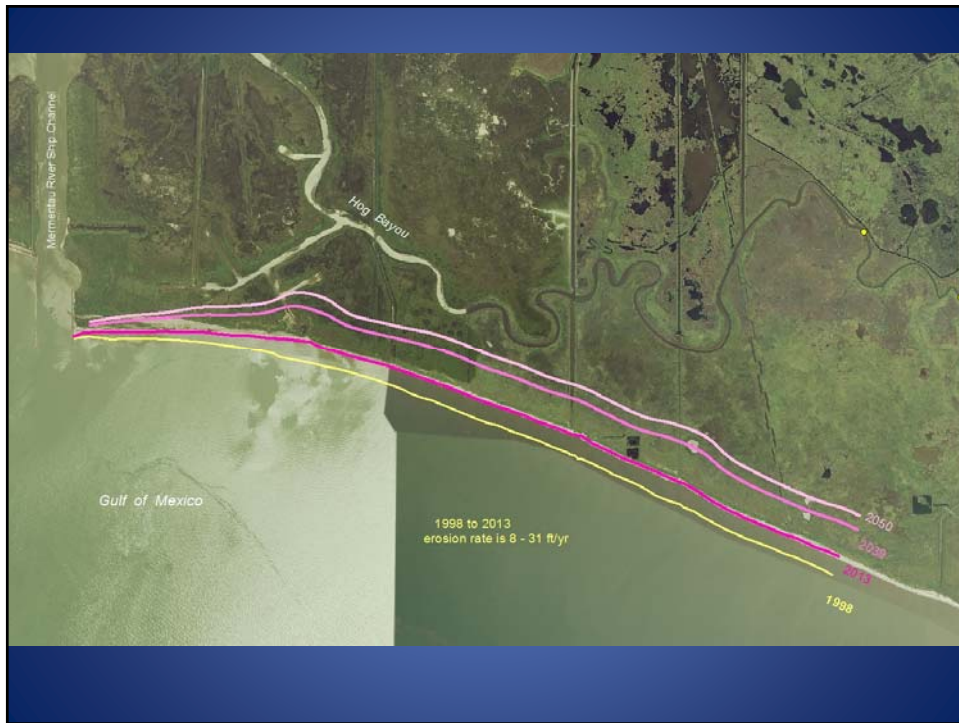 Mermentau River Ship Channel
Hog Bayou
Gulf of Mexico
1998 to 2013
erosion rate is 8 - 31 ft/yr
2050
2039
2013
1998